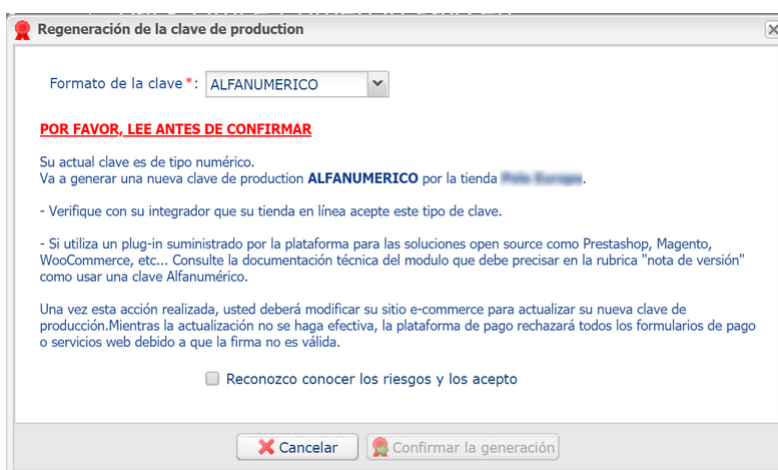 Regeneración de la clave de production
Formato de la clave*: ALFANUMERICO
POR FAVOR, LEE ANTES DE CONFIRMAR
Su actual clave es de tipo numérico.
Va a generar una nueva clave de production ALFANUMERICO por la tienda .
- Verifique con su integrador que su tienda en línea acepte este tipo de clave.
- Si utiliza un plug-in suministrado por la plataforma para las soluciones open source como Prestashop, Magento,
WooCommerce, etc... Consulte la documentación técnica del modulo que debe precisar en la rubrica "nota de versión"
como usar una clave Alfanumérico.
Una vez esta acción realizada, usted deberá modificar su sitio e-commerce para actualizar su nueva clave de
producción.Mientras la actualización no se haga efectiva, la plataforma de pago rechazará todos los formularios de pago
o servicios web debido a que la firma no es válida.
Reconozco conocer los riesgos y los acepto
Cancelar
Confirmar la generación